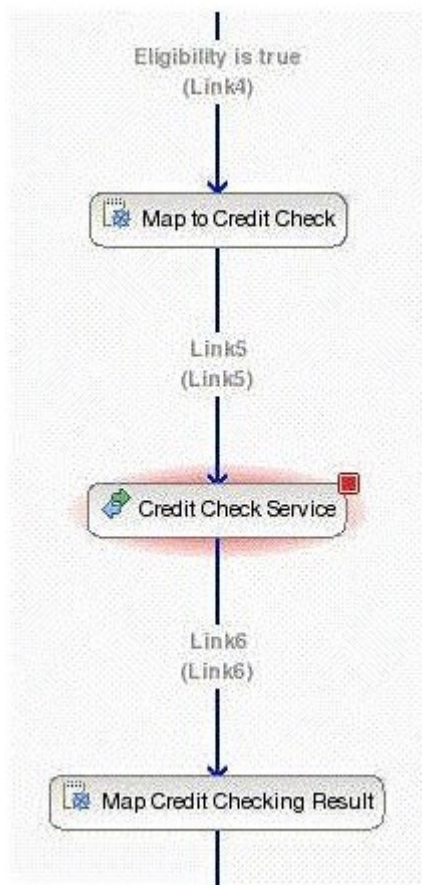 Eligibility is true
(Link4)
Map to Credit Check
Link5
(Link5)
Credit Check Service
Link6
(Link6)
Map Credit Checking Result